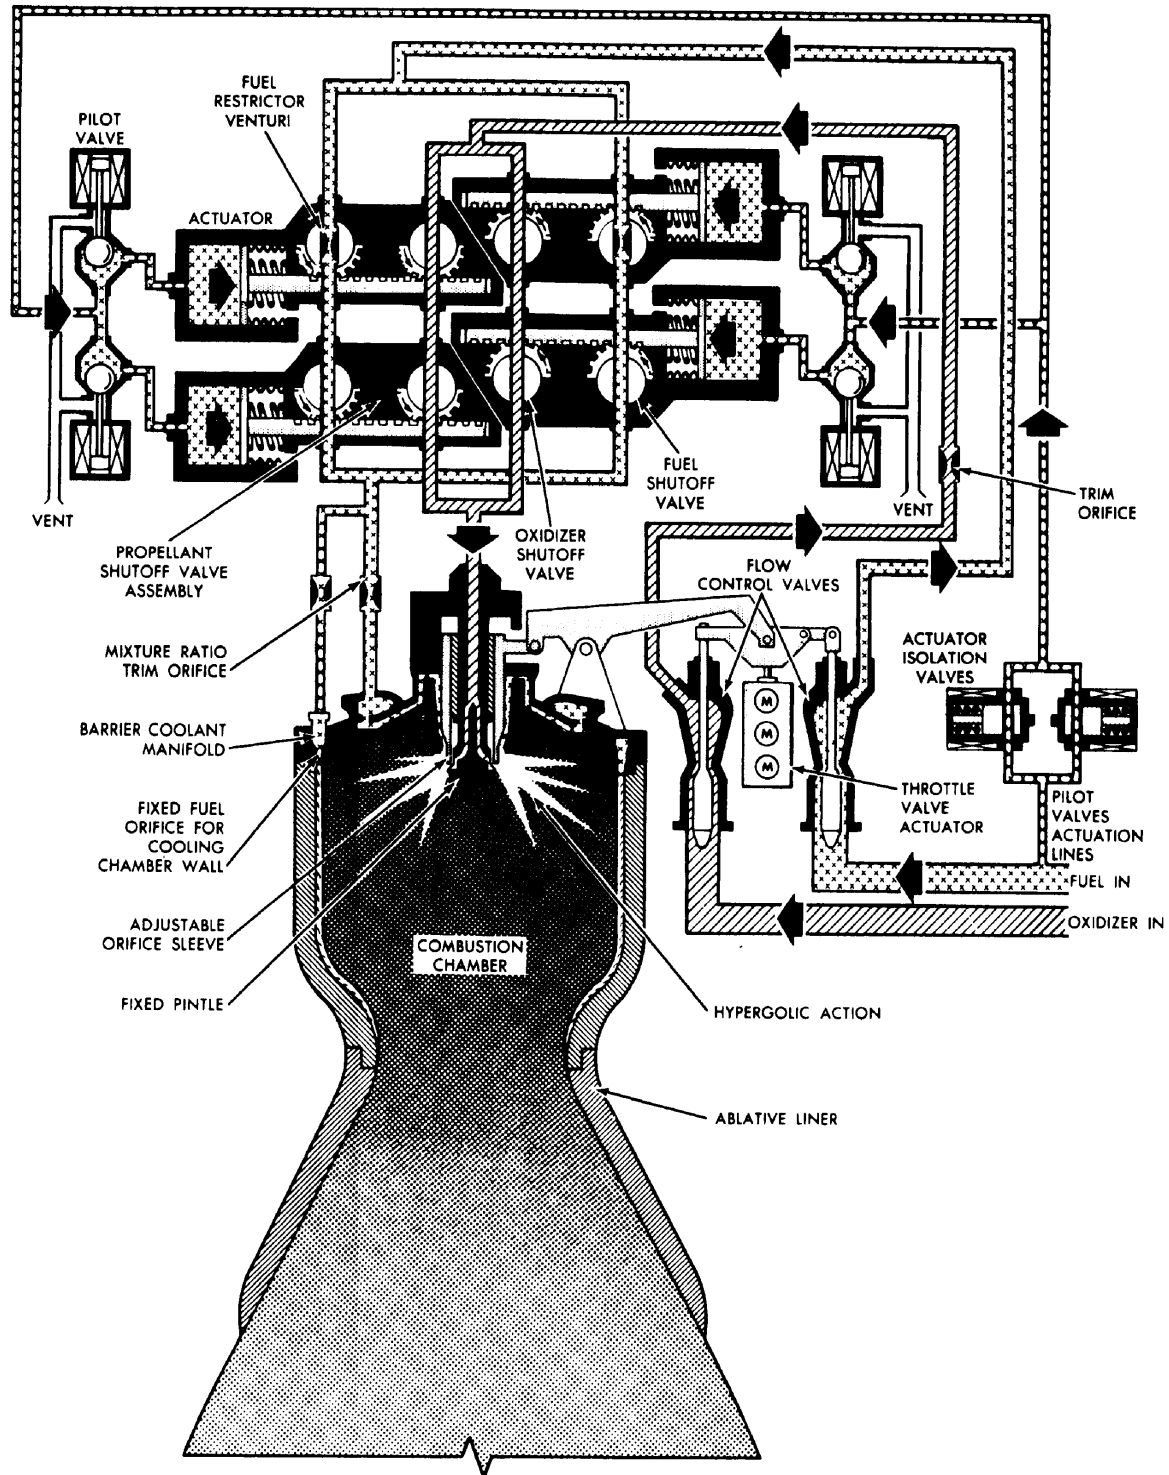 FUEL
RESTRICTOR
VENTURI
PILOT
VALVE
ACTUATOR
VENT
PROPELLANT
SHUTOFF VALVE
ASSEMBLY
OXIDIZER
SHUTOFF
VALVE
FUEL
SHUTOFF
VALVE
VENT
TRIM
ORIFICE
FLOW
CONTROL VALVES
MIXTURE RATIO
TRIM ORIFICE
ACTUATOR
ISOLATION
VALVES
BARRIER COOLANT
MANIFOLD
M
M
M
FIXED FUEL
ORIFICE FOR
COOLING
CHAMBER WALL
THROTTLE
VALVE
ACTUATOR
PILOT
VALVES
ACTUATION
LINES
FUEL IN
OXIDIZER IN
ADJUSTABLE
ORIFICE SLEEVE
COMBUSTION
CHAMBER
FIXED PINTLE
HYPERGOLIC ACTION
ABLATIVE LINER